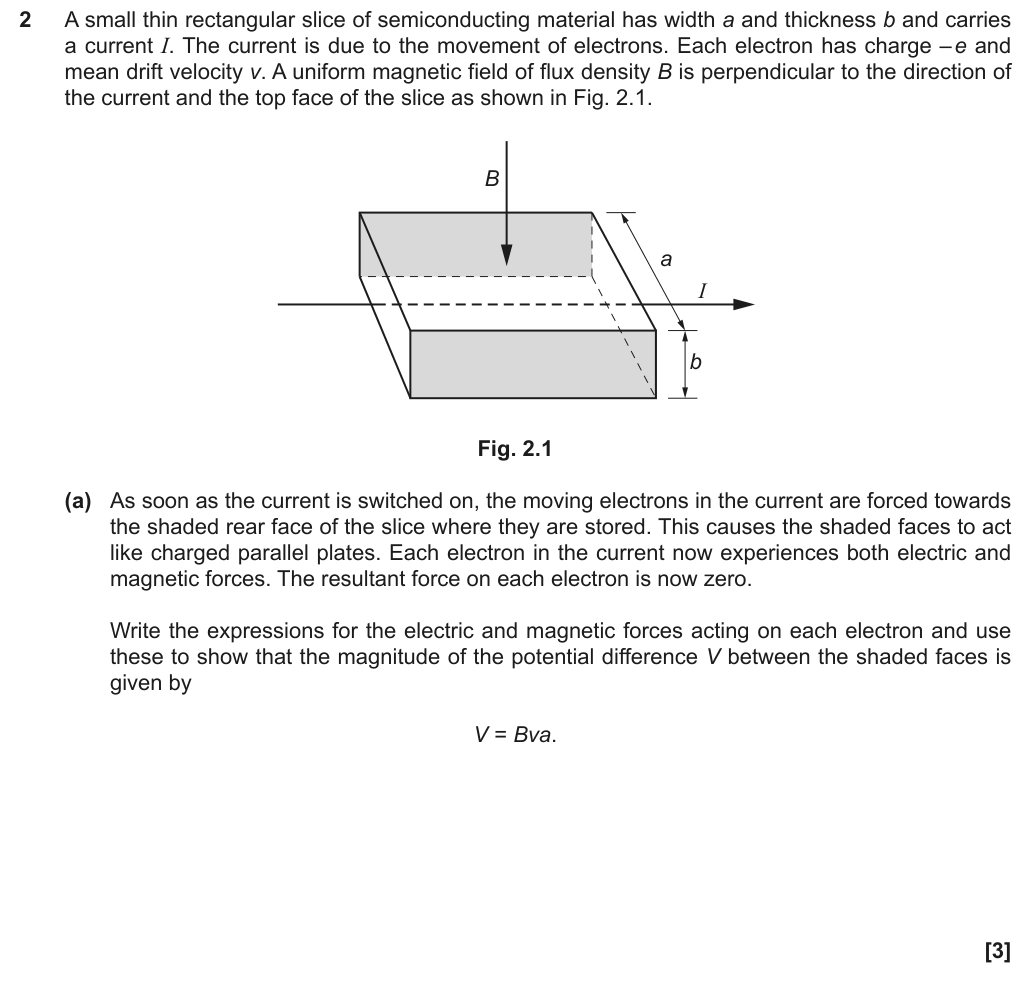 2 A small thin rectangular slice of semiconducting material has width a and thickness b and carries
a current I. The current is due to the movement of electrons. Each electron has charge –e and
mean drift velocity v. A uniform magnetic field of flux density B is perpendicular to the direction of
the current and the top face of the slice as shown in Fig. 2.1.
B
a
I
b
Fig. 2.1
(a) As soon as the current is switched on, the moving electrons in the current are forced towards
the shaded rear face of the slice where they are stored. This causes the shaded faces to act
like charged parallel plates. Each electron in the current now experiences both electric and
magnetic forces. The resultant force on each electron is now zero.
Write the expressions for the electric and magnetic forces acting on each electron and use
these to show that the magnitude of the potential difference V between the shaded faces is
given by
V = Bva.
[3]